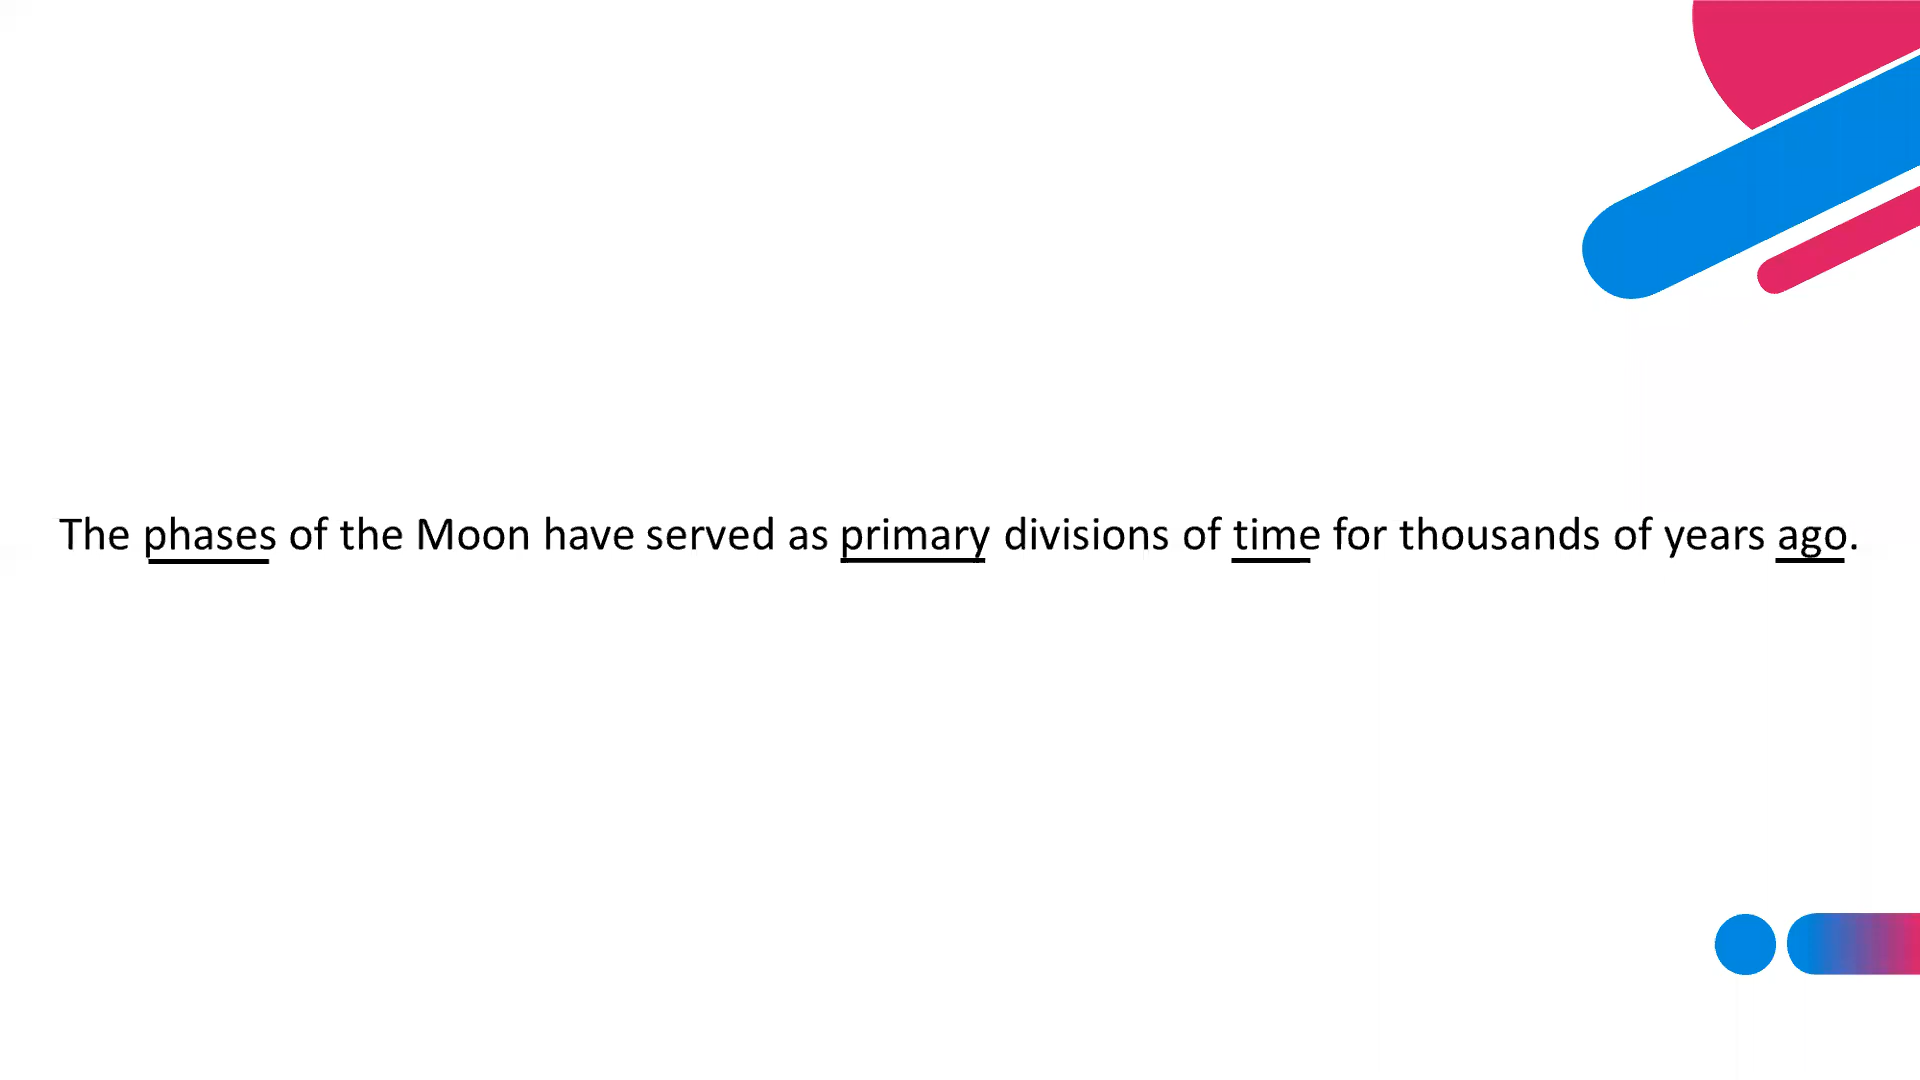 The phases of the Moon have served as primary divisions of time for thousands of years ago.